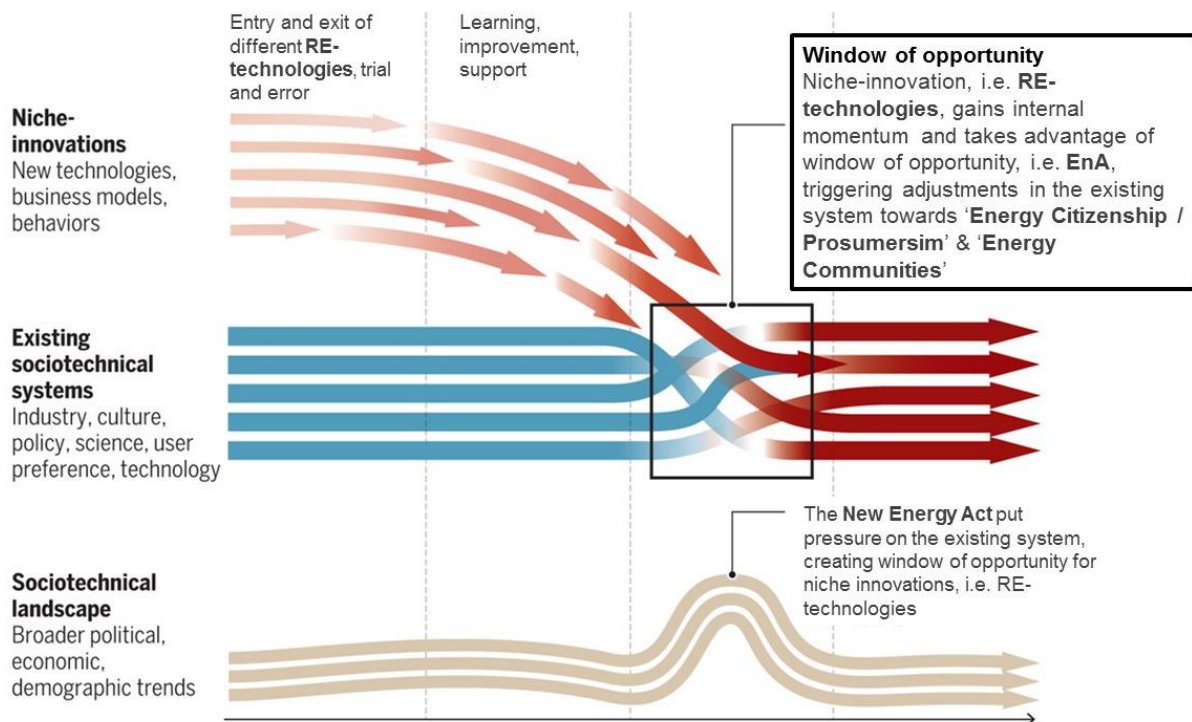 Entry and exit of
different RE-
technologies, trial
and error
Learning,
improvement,
support
Window of opportunity
Niche-innovation, i.e. RE-
technologies, gains internal
momentum and takes advantage of
window of opportunity, i.e. EnA,
triggering adjustments in the existing
system towards ‘Energy Citizenship /
Prosumersim’ & ‘Energy
Communities’
Niche-
innovations
New technologies,
business models,
behaviors
Existing
sociotechnical
systems
Industry, culture,
policy, science, user
preference, technology
The New Energy Act put
pressure on the existing system,
creating window of opportunity for
niche innovations, i.e. RE-
technologies
Sociotechnical
landscape
Broader political,
economic,
demographic trends